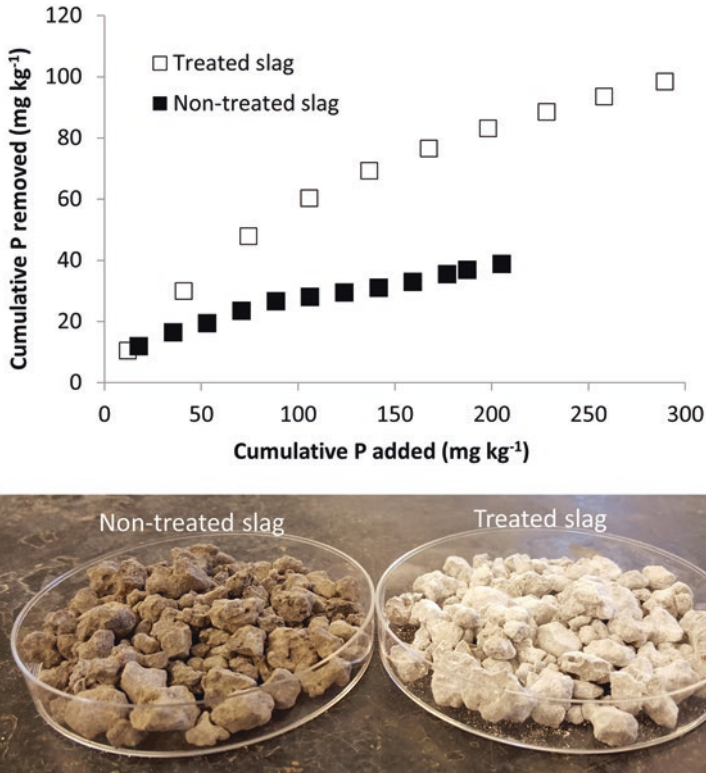 120
100
80
60
40
20
0
Cumulative P removed (mg kg⁻¹)
Treated slag
Non-treated slag
0 50 100 150 200 250 300
Cumulative P added (mg kg⁻¹)
Non-treated slag
Treated slag